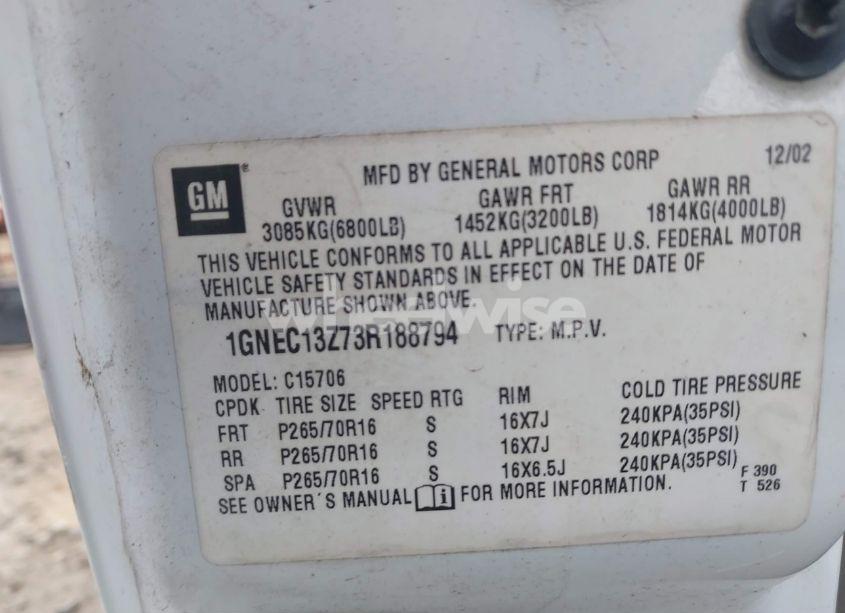 GM
®
MFD BY GENERAL MOTORS CORP 12/02
GVWR GAWR FRT GAWR RR
3085KG(6800LB) 1452KG(3200LB) 1814KG(4000LB)
THIS VEHICLE CONFORMS TO ALL APPLICABLE U.S. FEDERAL MOTOR
VEHICLE SAFETY STANDARDS IN EFFECT ON THE DATE OF
MANUFACTURE SHOWN ABOVE.
wheelwise
1GNEC13Z73R188794 TYPE: M.P.V.
MODEL: C15706
CPDK TIRE SIZE SPEED RTG RIM COLD TIRE PRESSURE
FRT P265/70R16 S 16X7J 240KPA(35PSI)
RR P265/70R16 S 16X7J 240KPA(35PSI)
SPA P265/70R16 S 16X6.5J 240KPA(35PSI)
SEE OWNER´S MANUAL i FOR MORE INFORMATION.
F 390
T 526